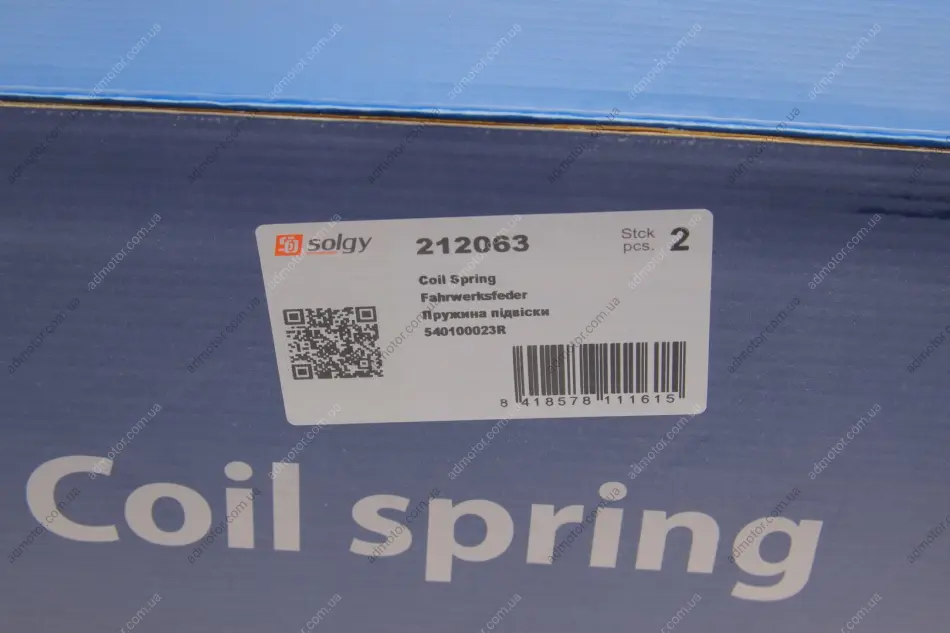 solgy
212063
Stck
pcs. 2
Coil Spring
Fahrwerksfeder
Пружина підвіски
540100023R
8 418578 111615
Coil spring
admotor.com.ua